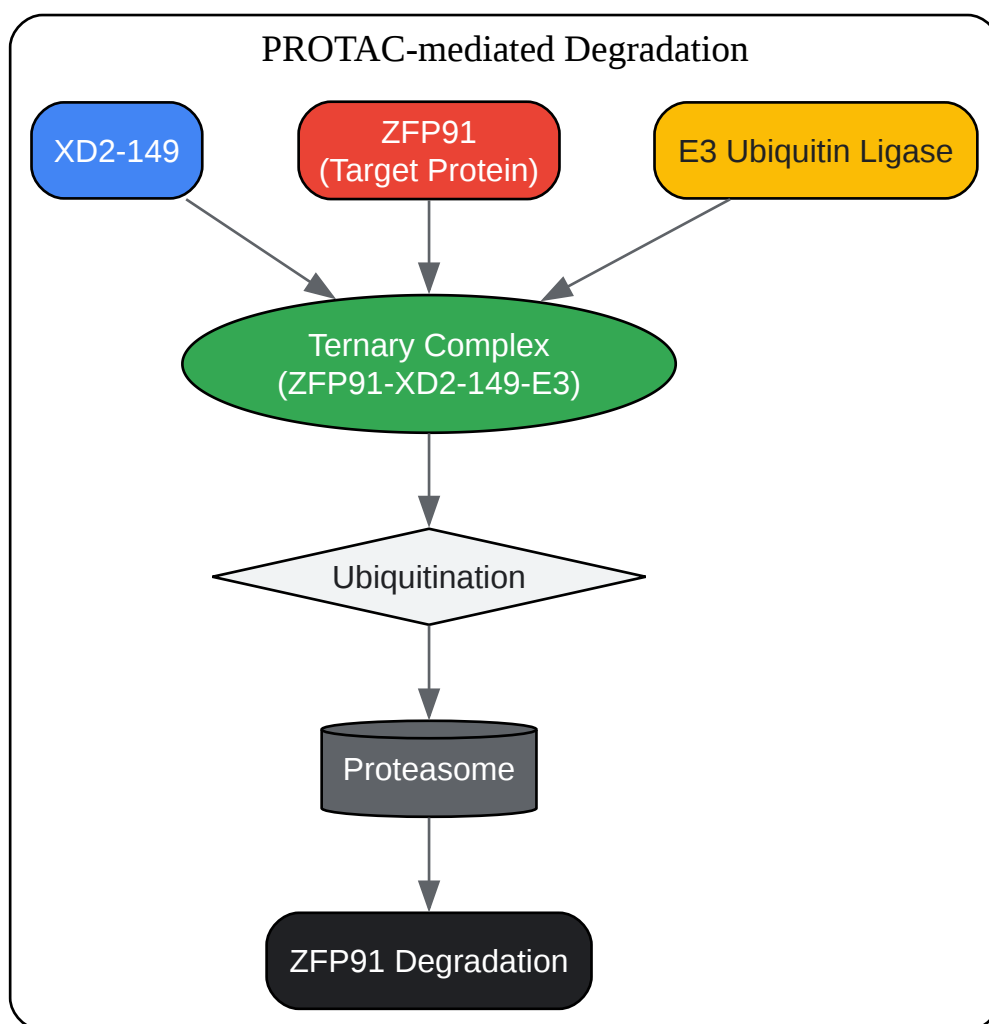 PROTAC-mediated Degradation
XD2-149
ZFP91
(Target Protein)
E3 Ubiquitin Ligase
Ternary Complex
(ZFP91-XD2-149-E3)
Ubiquitination
Proteasome
ZFP91 Degradation